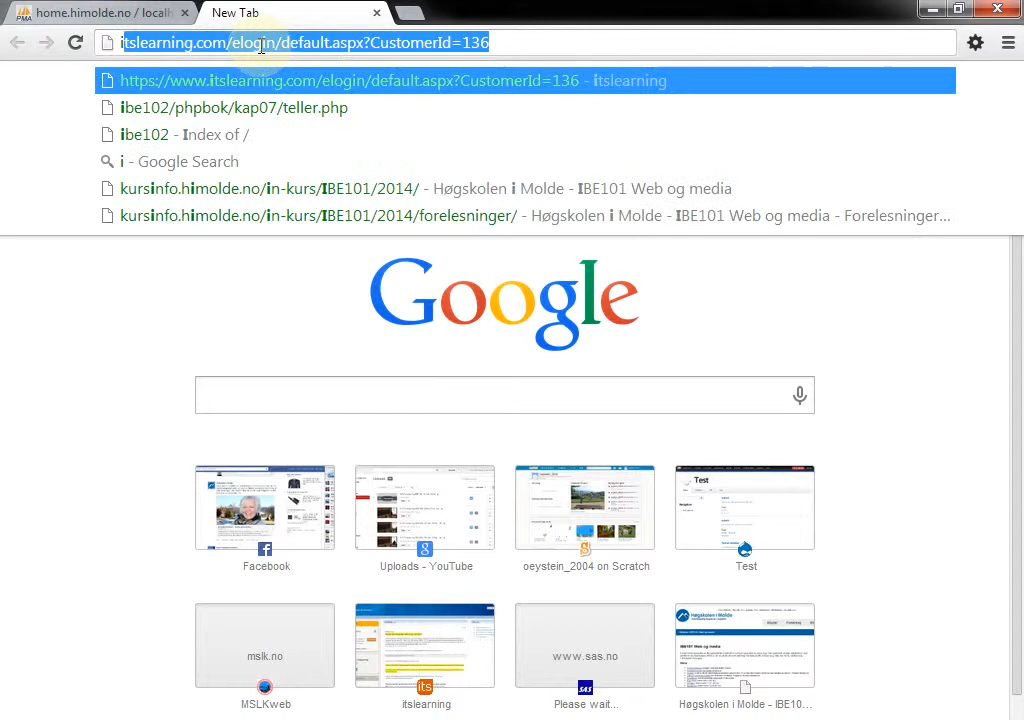 home.himolde.no / localh
New Tab
itslearning.com/elogin/default.aspx?CustomerId=136
https://www.itslearning.com/elogin/default.aspx?CustomerId=136 - itslearning
ibe102/phpbok/kap07/teller.php
ibe102 - Index of /
i - Google Search
kursinfo.himolde.no/in-kurs/IBE101/2014/ - Høgskolen i Molde - IBE101 Web og media
kursinfo.himolde.no/in-kurs/IBE101/2014/forelesninger/ - Høgskolen i Molde - IBE101 Web og media - Forelesninger...
Google
Test
Facebook
Uploads - YouTube
oeystein_2004 on Scratch
Test
mslk.no
www.sas.no
Høgskolen i Molde
MSLKweb
itslearning
Please wait...
Høgskolen i Molde - IBE10...